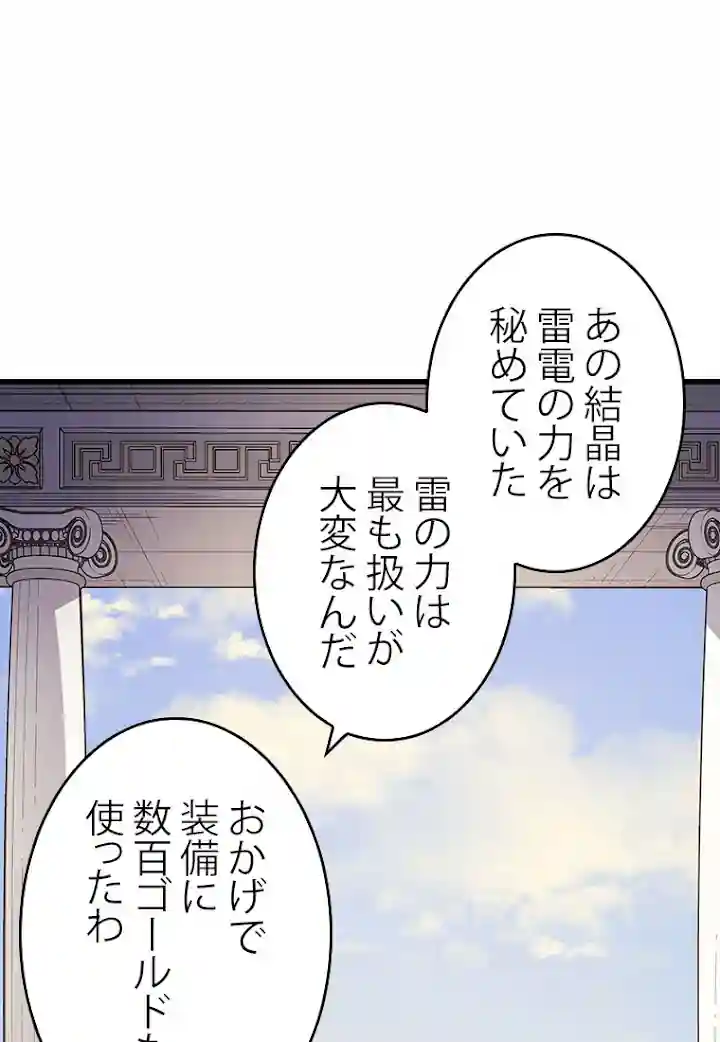 あの結晶は
雷電の力を
秘めていた
雷の力は
最も扱いが
大変なんだ
おかげで
装備に
数百ゴールド
使ったわ